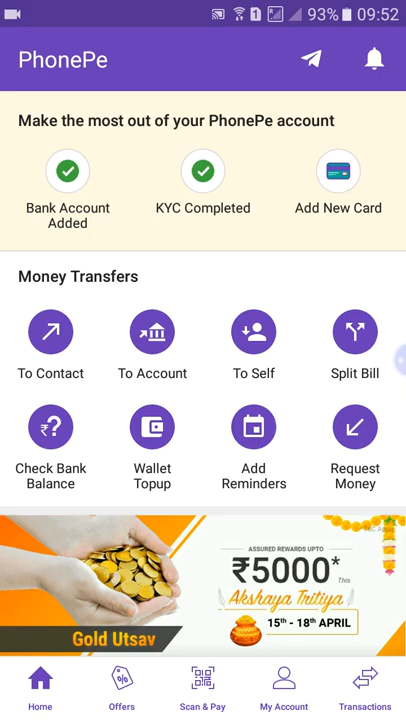 1 93% 09:52
PhonePe
Make the most out of your PhonePe account
Bank Account
Added
KYC Completed
Add New Card
Money Transfers
To Contact
To Account
To Self
Split Bill
₹?
Check Bank
Balance
Wallet
Topup
Add
Reminders
Request
Money
ASSURED REWARDS UPTO
₹5000*
This
Akshaya Tritiya
15th - 18th APRIL
Gold Utsav
%
Home
Offers
Scan & Pay
My Account
Transactions